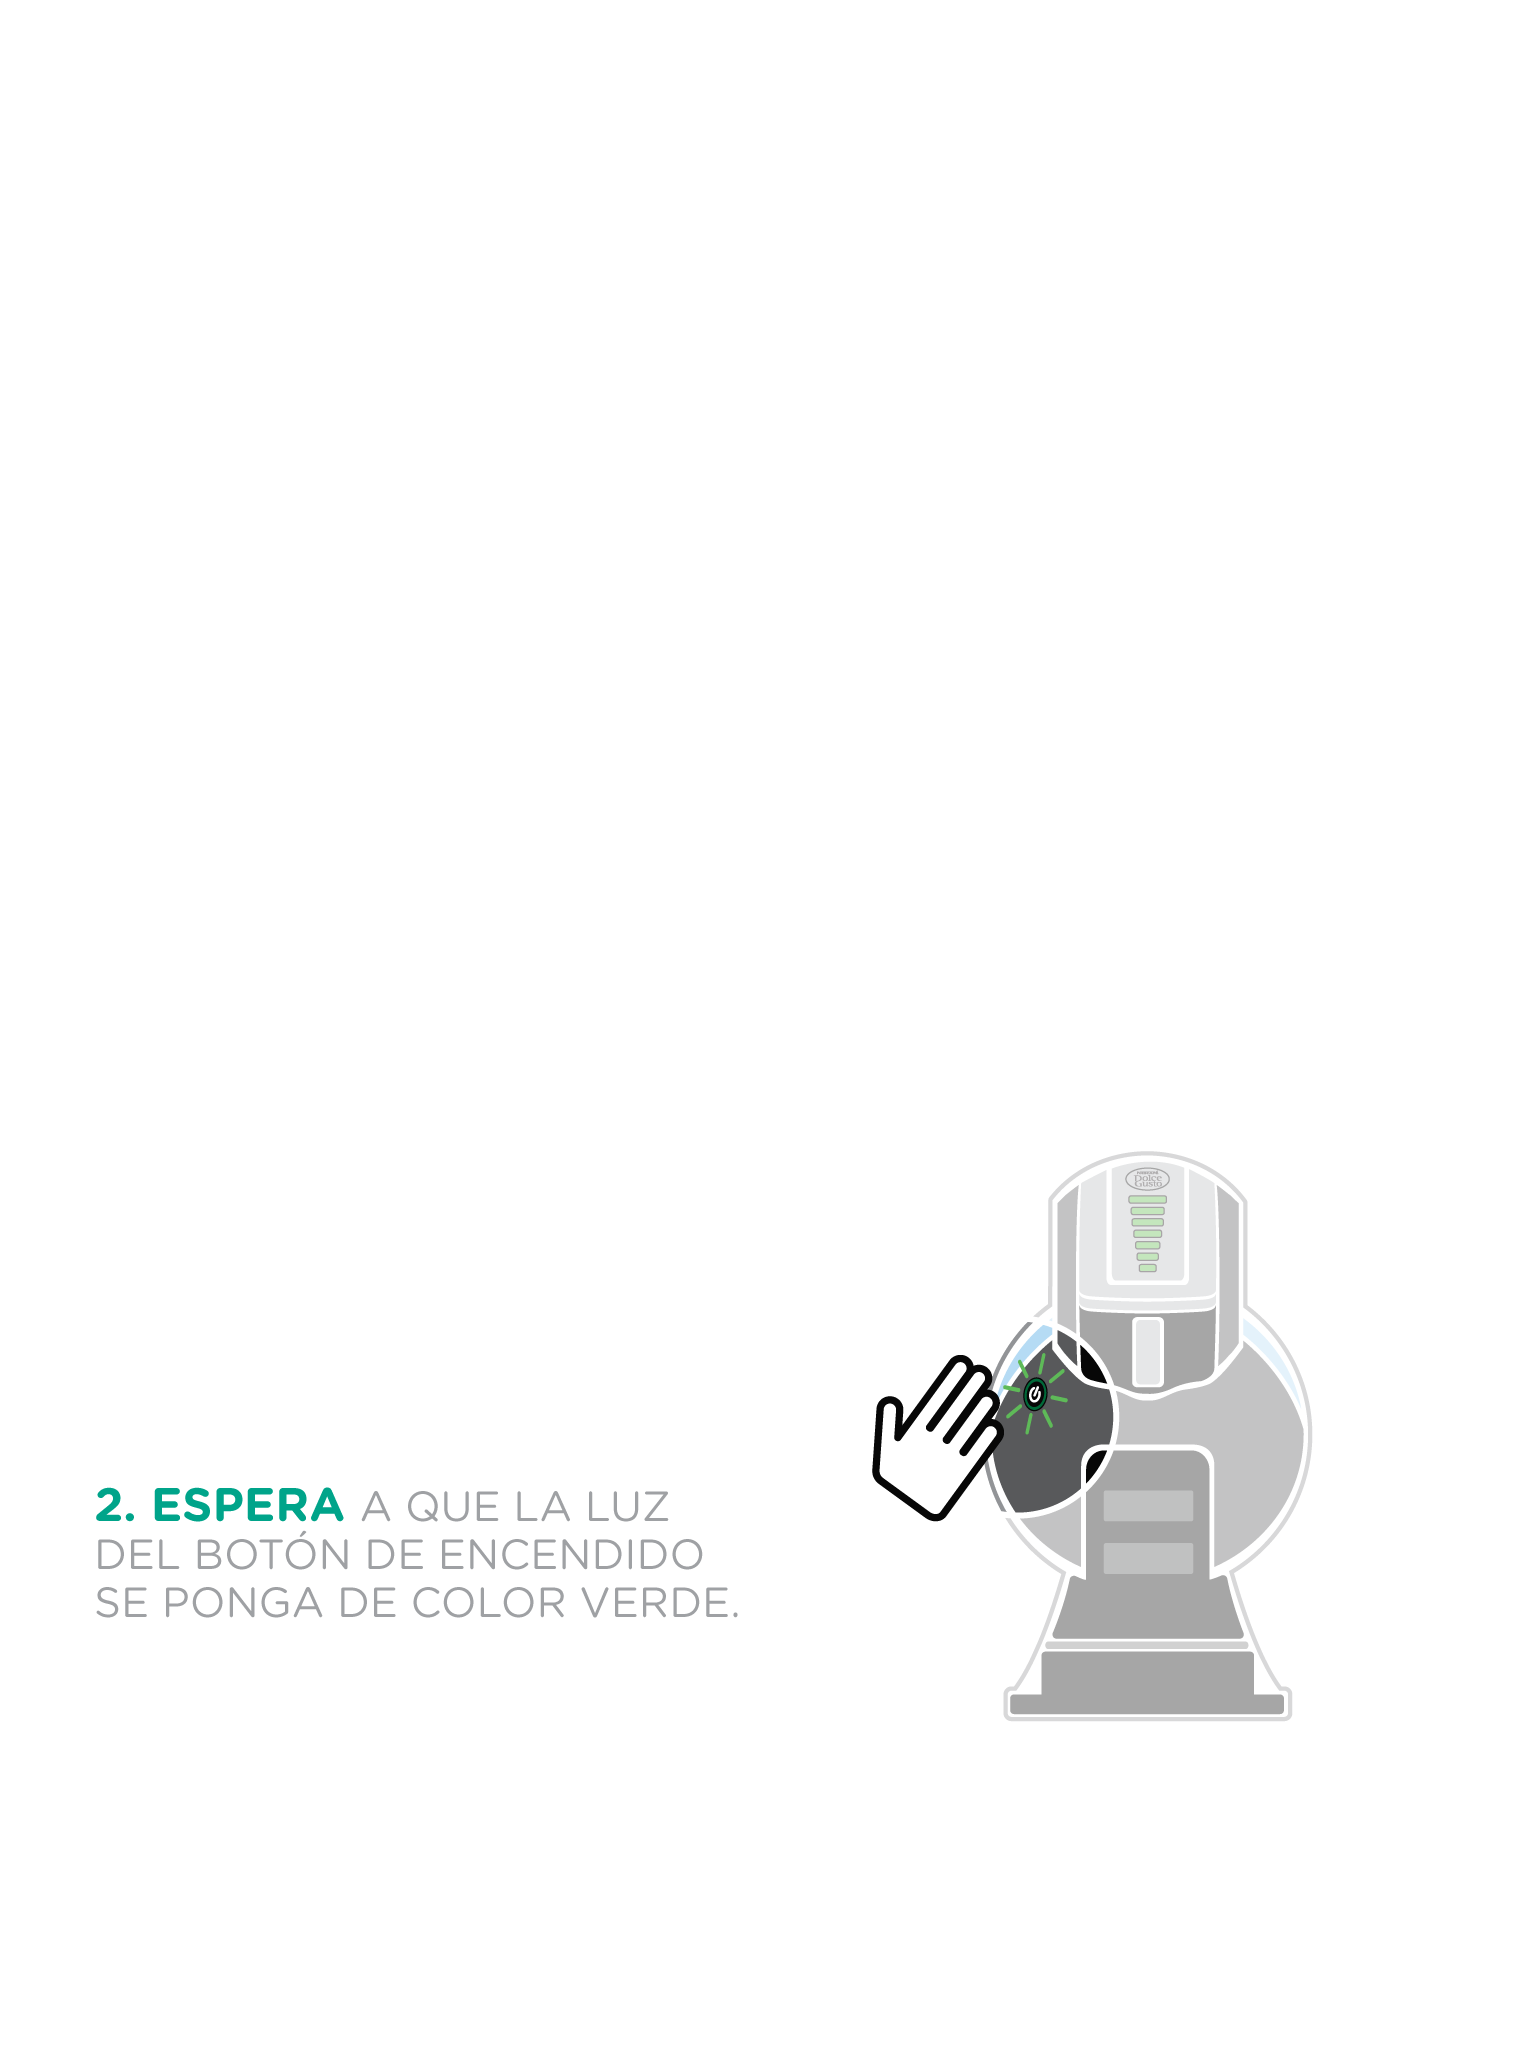 NESCAFÉ
Dolce
Gusto
2. ESPERA A QUE LA LUZ
DEL BOTÓN DE ENCENDIDO
SE PONGA DE COLOR VERDE.